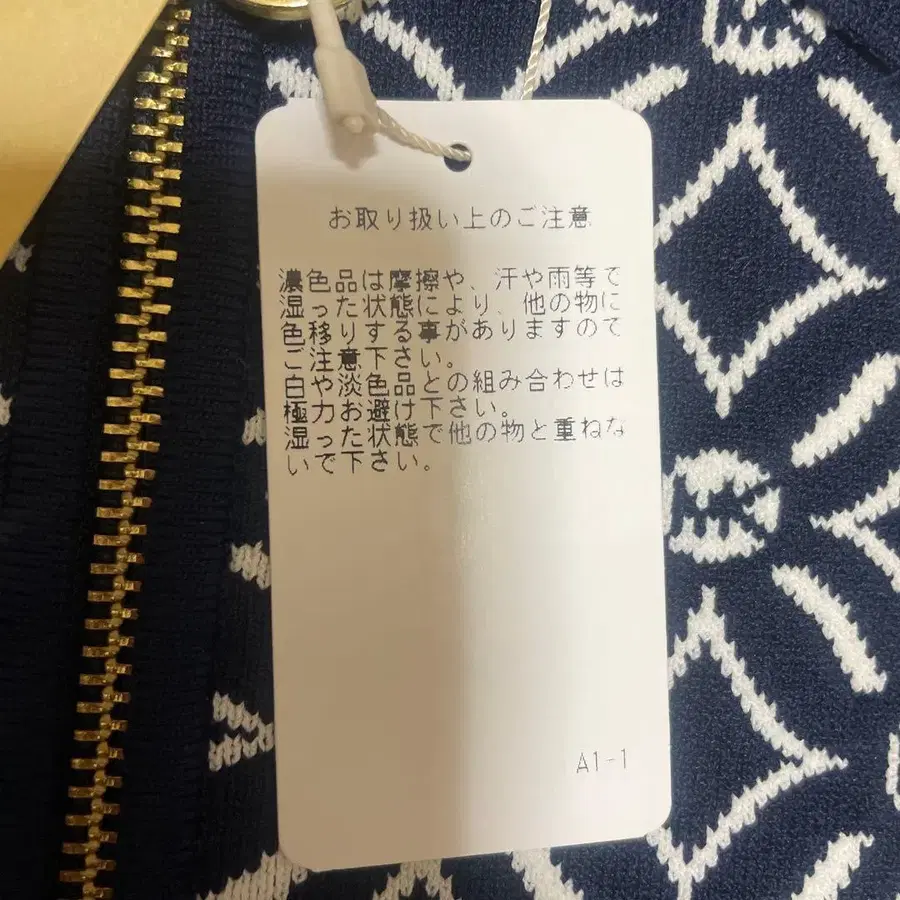 お取り扱い上のご注意
濃色品は摩擦や、汗や雨等で
湿った状態により、他の物に
色移りする事がありますので
ご注意下さい。
白や淡色品との組み合わせは
極力お避け下さい。
湿った状態で他の物と重ねな
いで下さい。
A1-1